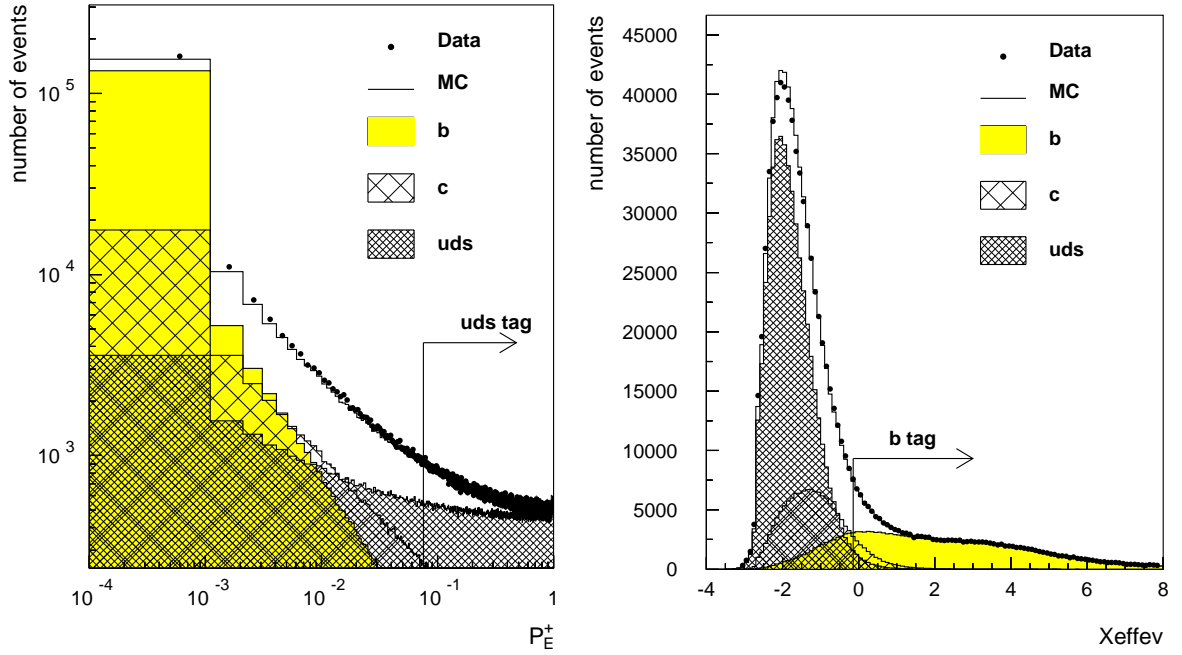 number of events
10^5
10^4
10^3
Data
MC
b
c
uds
uds tag
10^-4
10^-3
10^-2
10^-1
1
P_E^+
number of events
45000
40000
35000
30000
25000
20000
15000
10000
5000
0
Data
MC
b
c
uds
b tag
-4
-2
0
2
4
6
8
Xeffev